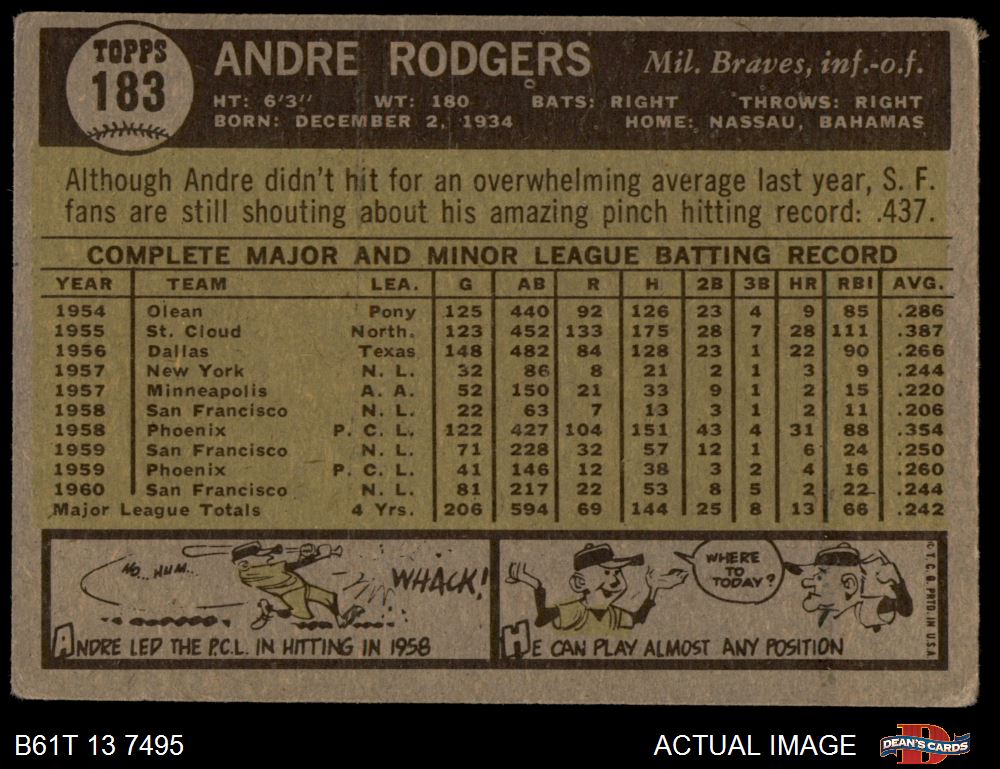 TOPPS
183
ANDRE RODGERS Mil. Braves, inf.-o.f.
HT: 6'3" WT: 180 BATS: RIGHT THROWS: RIGHT
BORN: DECEMBER 2, 1934 HOME: NASSAU, BAHAMAS
Although Andre didn't hit for an overwhelming average last year, S. F.
fans are still shouting about his amazing pinch hitting record: .437.
COMPLETE MAJOR AND MINOR LEAGUE BATTING RECORD
YEAR TEAM LEA. G AB R H 2B 3B HR RBI AVG.
1954 Olean Pony 125 440 92 126 23 4 9 85 .286
1955 St. Cloud North. 123 452 133 175 28 7 28 111 .387
1956 Dallas Texas 148 482 84 128 23 1 22 90 .266
1957 New York N. L. 32 86 8 21 2 1 3 9 .244
1957 Minneapolis A. A. 52 150 21 33 9 1 2 15 .220
1958 San Francisco N. L. 22 63 7 13 3 1 2 11 .206
1958 Phoenix P. C. L. 122 427 104 151 43 4 31 88 .354
1959 San Francisco N. L. 71 228 32 57 12 1 6 24 .250
1959 Phoenix P. C. L. 41 146 12 38 3 2 4 16 .260
1960 San Francisco N. L. 81 217 22 53 8 5 2 22 .244
Major League Totals 4 Yrs. 206 594 69 144 25 8 13 66 .242
HO.. HUM...
WHACK!
ANDRE LED THE P.C.L. IN HITTING IN 1958
WHERE
TO
TODAY?
HE CAN PLAY ALMOST ANY POSITION
© T. C. G. PRTD. IN U.S.A.
B61T 13 7495
ACTUAL IMAGE
D
DEAN'S CARDS